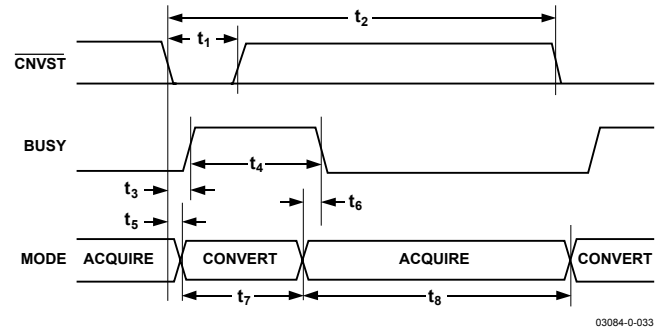 t2
t1
CNVST
BUSY
t4
t3
t6
t5
MODE ACQUIRE CONVERT ACQUIRE CONVERT
t7 t8
03084-0-033